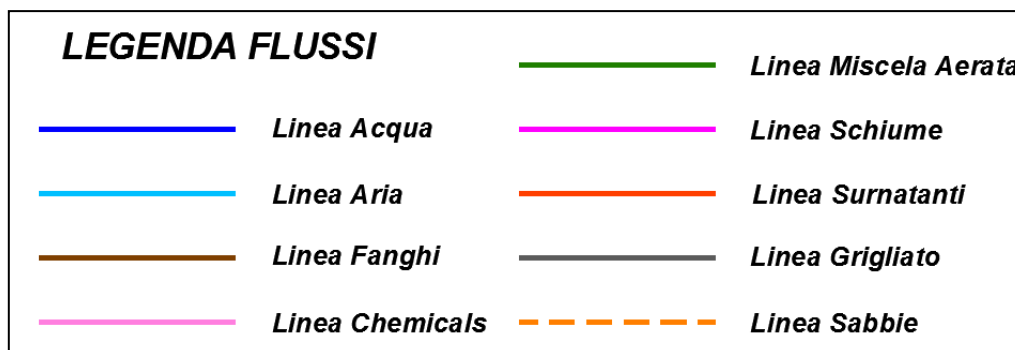 LEGENDA FLUSSI
Linea Acqua
Linea Aria
Linea Fanghi
Linea Chemicals
Linea Miscela Aerata
Linea Schiume
Linea Surnatanti
Linea Grigliato
Linea Sabbie